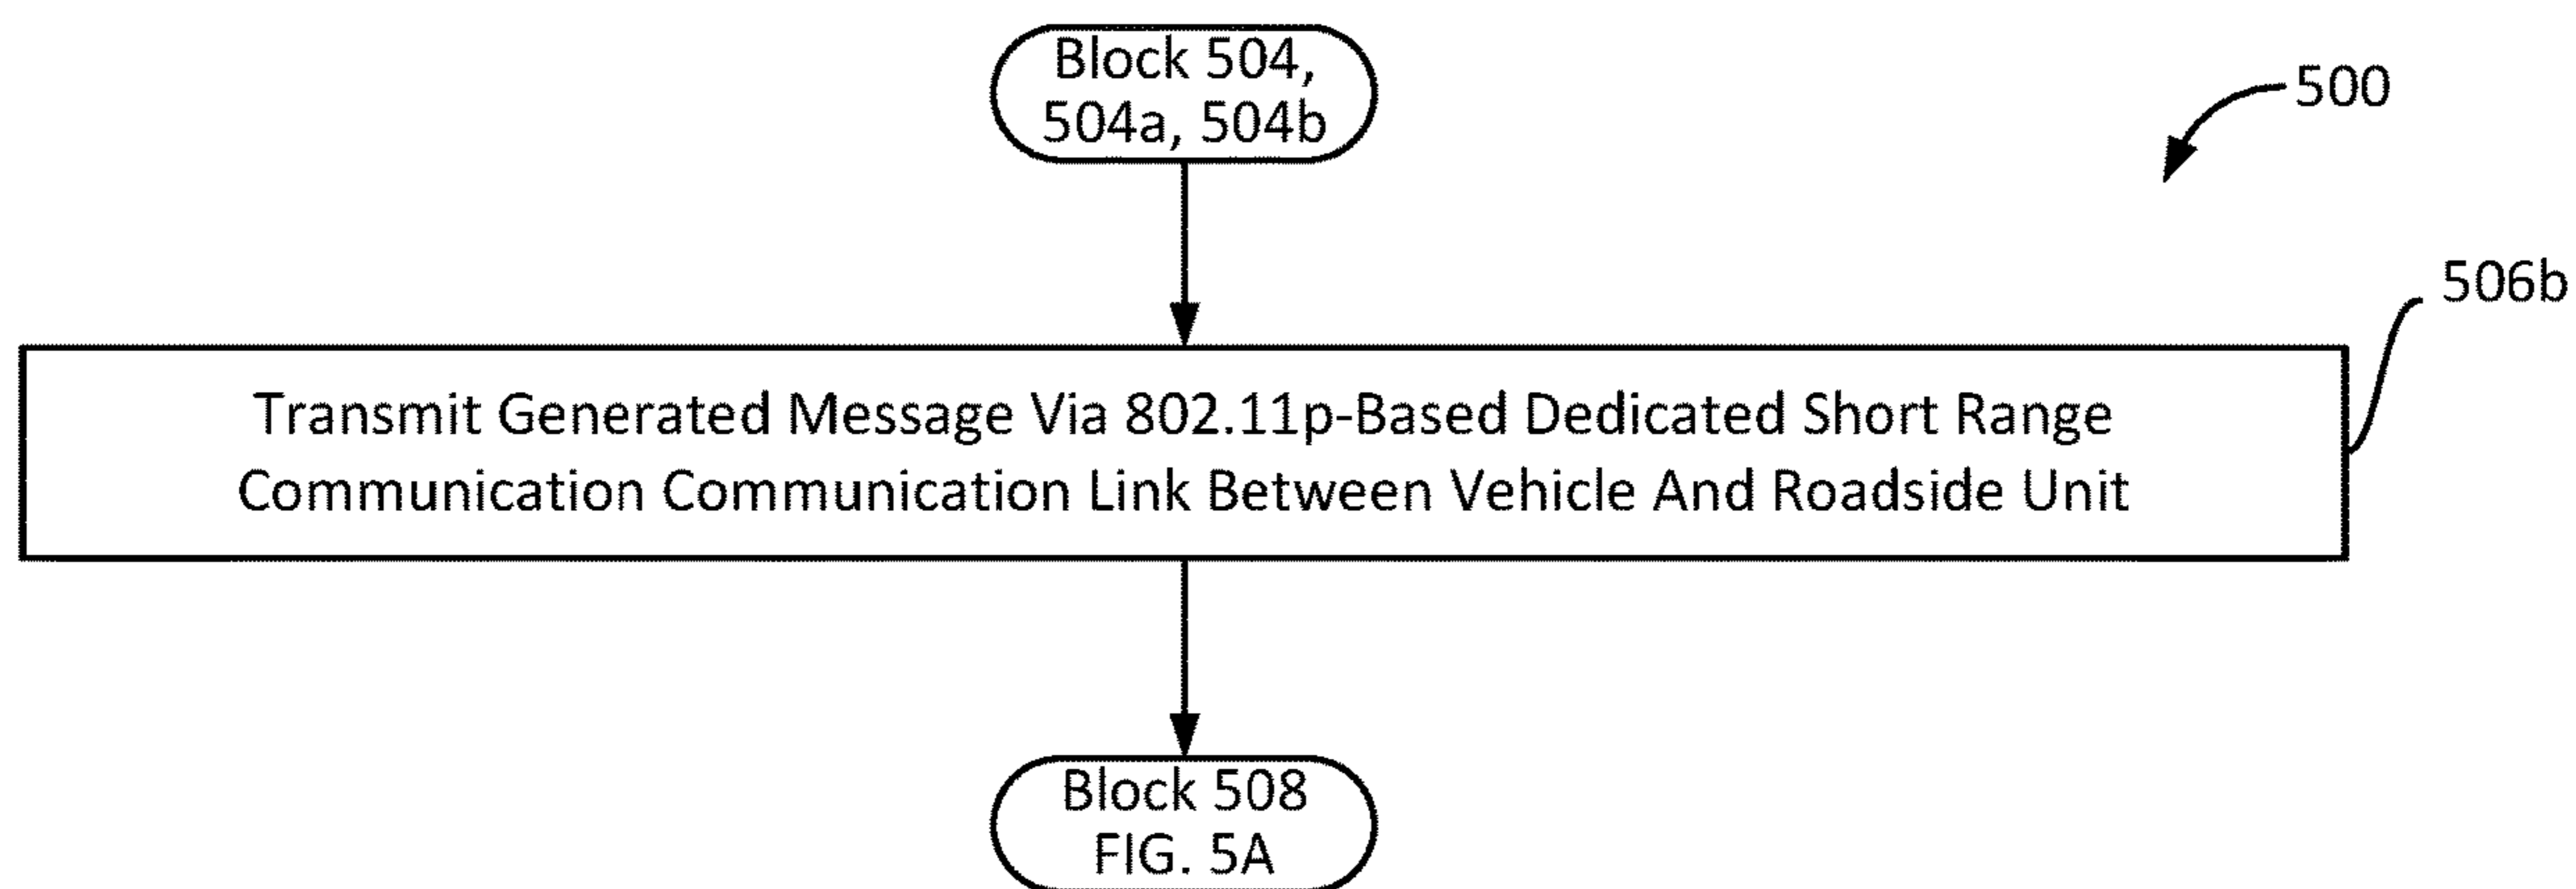 Block 504,
504a, 504b
500
506b
Transmit Generated Message Via 802.11p-Based Dedicated Short Range
Communication Communication Link Between Vehicle And Roadside Unit
Block 508
FIG. 5A